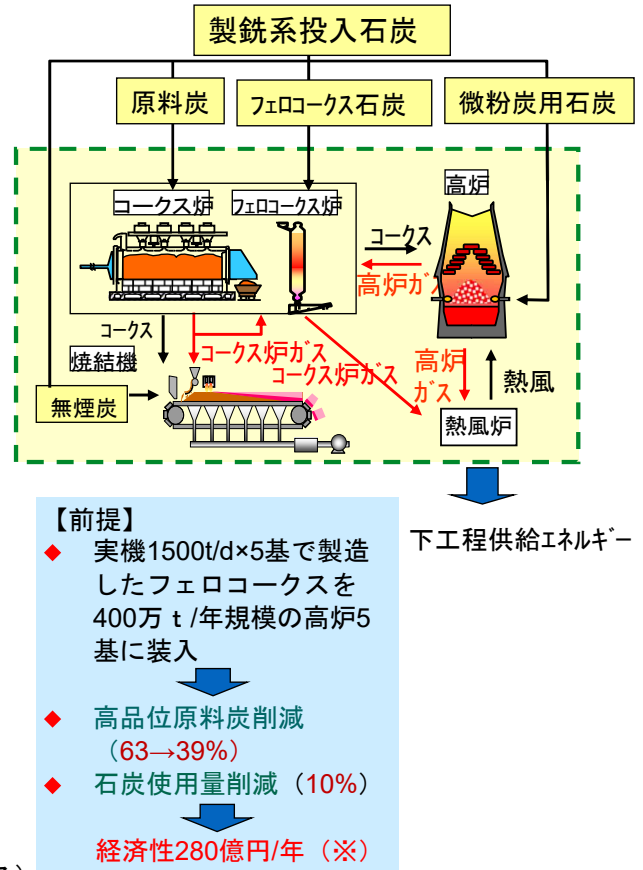 製銑系投入石炭
原料炭
フェロコークス石炭
微粉炭用石炭
コークス炉
フェロコークス炉
高炉
コークス
高炉ガス
コークス
コークス炉ガス
コークス炉ガス
高炉
ガス
熱風
焼結機
無煙炭
熱風炉
下工程供給エネルギー
【前提】
◆ 実機1500t/d×5基で製造
したフェロコークスを
400万ｔ/年規模の高炉5
基に装入
◆ 高品位原料炭削減
（63→39%）
◆ 石炭使用量削減（10%）
経済性280億円/年（※）